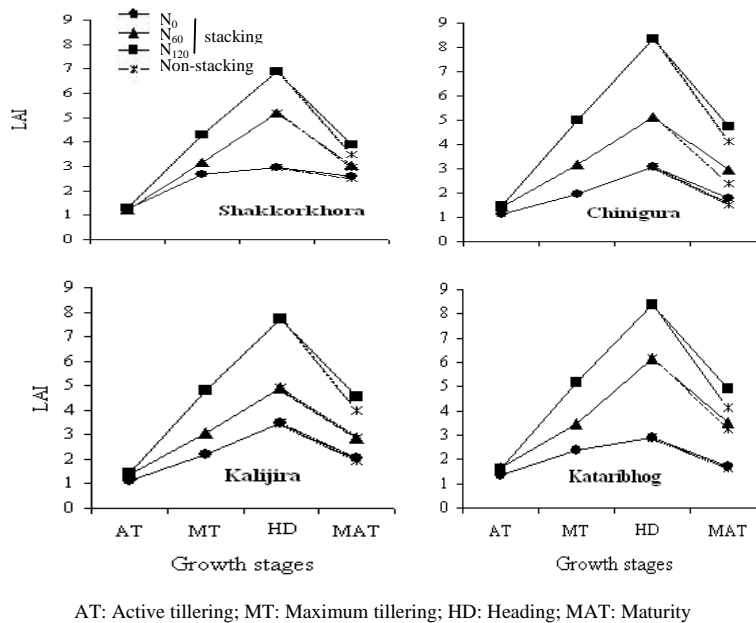 N0
N60 stacking
N120
Non-stacking
LAI
9
8
7
6
5
4
3
2
1
0
Shakkorkhora
9
8
7
6
5
4
3
2
1
0
Chinigura
LAI
9
8
7
6
5
4
3
2
1
0
Kalijira
AT MT HD MAT
Growth stages
9
8
7
6
5
4
3
2
1
0
Kataribhog
AT MT HD MAT
Growth stages
AT: Active tillering; MT: Maximum tillering; HD: Heading; MAT: Maturity